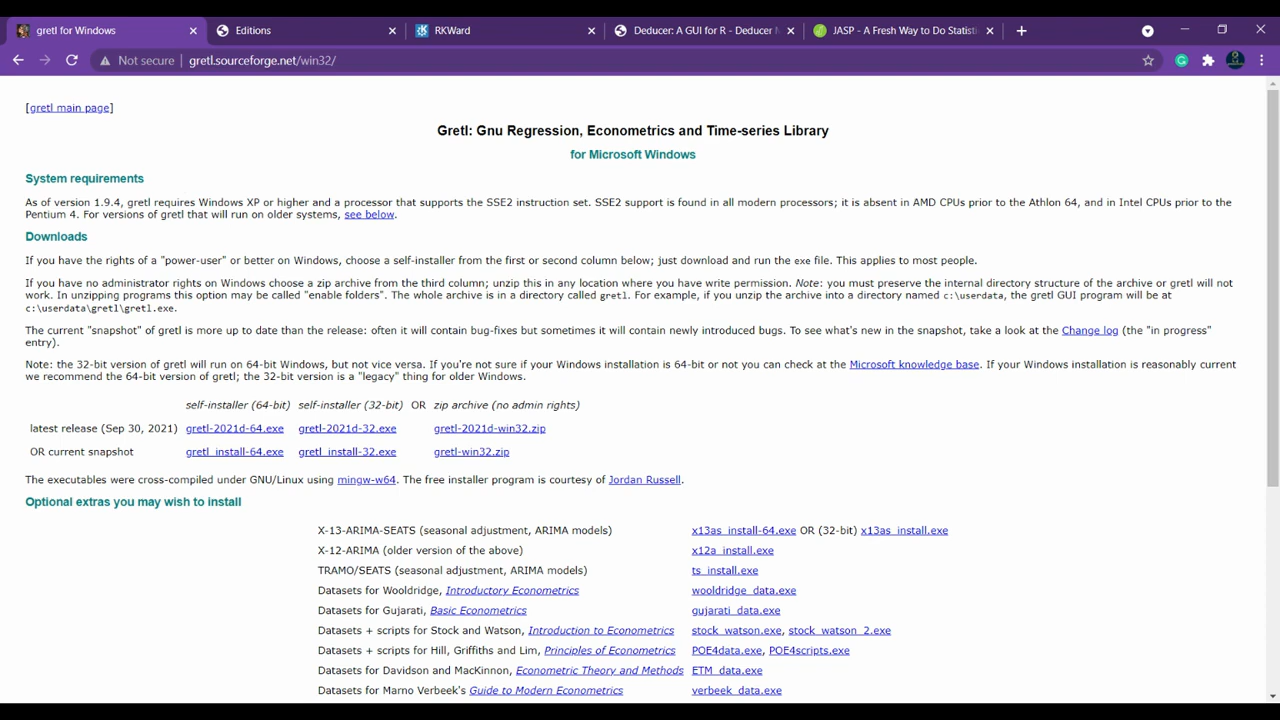 gretl for Windows
Editions
RKWard
Deducer: A GUI for R - Deducer
JASP - A Fresh Way to Do Statist
Not secure gretl.sourceforge.net/win32/
[gretl main page]
Gretl: Gnu Regression, Econometrics and Time-series Library
for Microsoft Windows
System requirements
As of version 1.9.4, gretl requires Windows XP or higher and a processor that supports the SSE2 instruction set. SSE2 support is found in all modern processors; it is absent in AMD CPUs prior to the Athlon 64, and in Intel CPUs prior to the
Pentium 4. For versions of gretl that will run on older systems, see below.
Downloads
If you have the rights of a "power-user" or better on Windows, choose a self-installer from the first or second column below; just download and run the exe file. This applies to most people.
If you have no administrator rights on Windows choose a zip archive from the third column; unzip this in any location where you have write permission. Note: you must preserve the internal directory structure of the archive or gretl will not
work. In unzipping programs this option may be called "enable folders". The whole archive is in a directory called gretl. For example, if you unzip the archive into a directory named c:\userdata, the gretl GUI program will be at
c:\userdata\gretl\gretl.exe.
The current "snapshot" of gretl is more up to date than the release: often it will contain bug-fixes but sometimes it will contain newly introduced bugs. To see what's new in the snapshot, take a look at the Change log (the "in progress"
entry).
Note: the 32-bit version of gretl will run on 64-bit Windows, but not vice versa. If you're not sure if your Windows installation is 64-bit or not you can check at the Microsoft knowledge base. If your Windows installation is reasonably current
we recommend the 64-bit version of gretl; the 32-bit version is a "legacy" thing for older Windows.
self-installer (64-bit) self-installer (32-bit) OR zip archive (no admin rights)
latest release (Sep 30, 2021) gretl-2021d-64.exe gretl-2021d-32.exe gretl-2021d-win32.zip
OR current snapshot gretl_install-64.exe gretl_install-32.exe gretl-win32.zip
The executables were cross-compiled under GNU/Linux using mingw-w64. The free installer program is courtesy of Jordan Russell.
Optional extras you may wish to install
X-13-ARIMA-SEATS (seasonal adjustment, ARIMA models) x13as_install-64.exe OR (32-bit) x13as_install.exe
X-12-ARIMA (older version of the above) x12a_install.exe
TRAMO/SEATS (seasonal adjustment, ARIMA models) ts_install.exe
Datasets for Wooldridge, Introductory Econometrics wooldridge_data.exe
Datasets for Gujarati, Basic Econometrics gujarati_data.exe
Datasets + scripts for Stock and Watson, Introduction to Econometrics stock_watson.exe, stock_watson_2.exe
Datasets + scripts for Hill, Griffiths and Lim, Principles of Econometrics POE4data.exe, POE4scripts.exe
Datasets for Davidson and MacKinnon, Econometric Theory and Methods ETM_data.exe
Datasets for Marno Verbeek's Guide to Modern Econometrics verbeek_data.exe